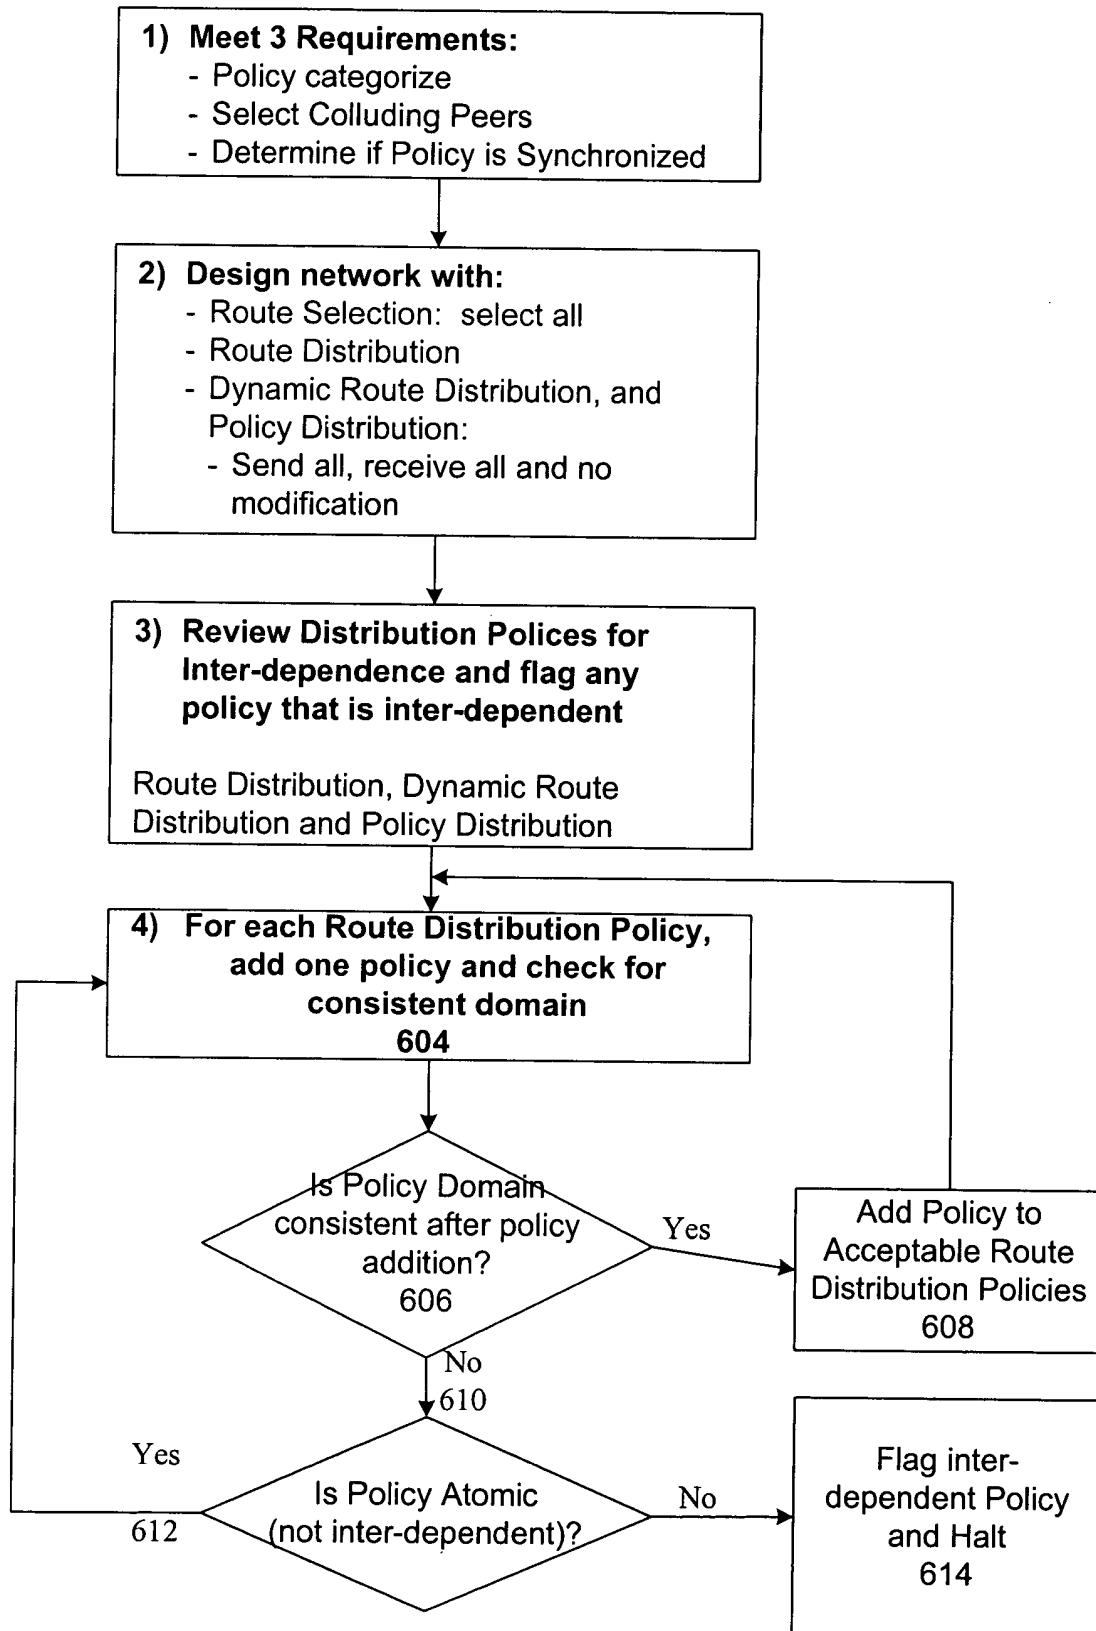 1) Meet 3 Requirements:
- Policy categorize
- Select Colluding Peers
- Determine if Policy is Synchronized
2) Design network with:
- Route Selection: select all
- Route Distribution
- Dynamic Route Distribution, and
Policy Distribution:
- Send all, receive all and no
modification
3) Review Distribution Polices for
Inter-dependence and flag any
policy that is inter-dependent
Route Distribution, Dynamic Route
Distribution and Policy Distribution
4) For each Route Distribution Policy,
add one policy and check for
consistent domain
604
Is Policy Domain
consistent after policy
addition?
606
Yes
Add Policy to
Acceptable Route
Distribution Policies
608
No
610
Yes
612
Is Policy Atomic
(not inter-dependent)?
No
Flag inter-
dependent Policy
and Halt
614